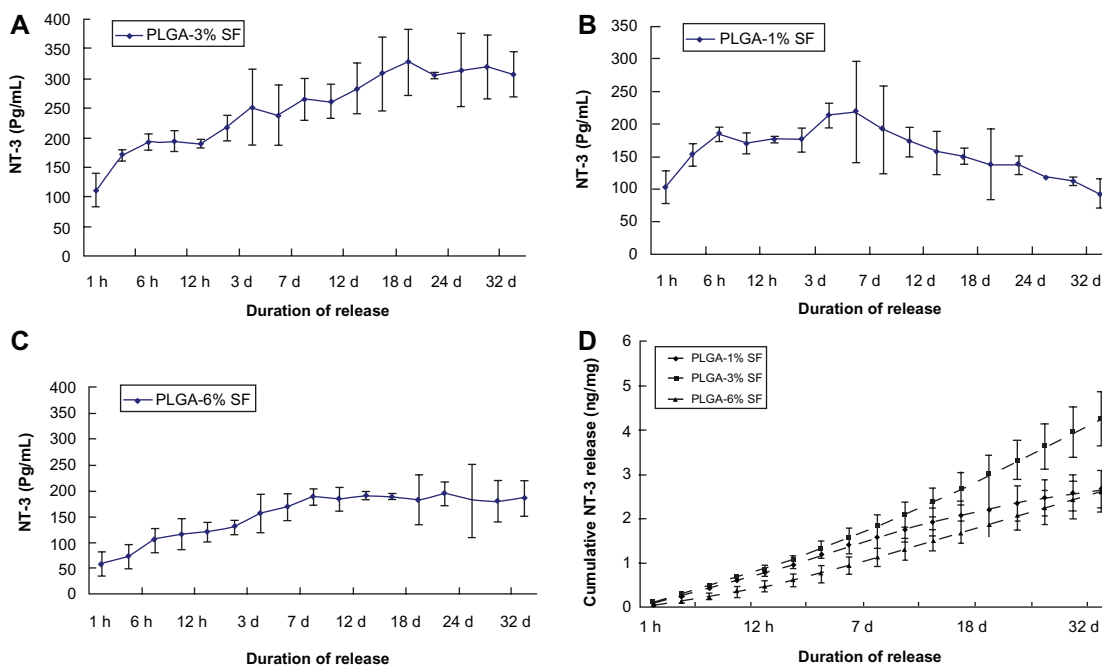 A
PLGA-3% SF
NT-3 (Pg/mL)
400
350
300
250
200
150
100
50
0
1 h 6 h 12 h 3 d 7 d 12 d 18 d 24 d 32 d
Duration of release
B
PLGA-1% SF
NT-3 (Pg/mL)
350
300
250
200
150
100
50
0
1 h 6 h 12 h 3 d 7 d 12 d 18 d 24 d 32 d
Duration of release
C
PLGA-6% SF
NT-3 (Pg/mL)
400
350
300
250
200
150
100
50
0
1 h 6 h 12 h 3 d 7 d 12 d 18 d 24 d 32 d
Duration of release
D
PLGA-1% SF
PLGA-3% SF
PLGA-6% SF
Cumulative NT-3 release (ng/mg)
6
5
4
3
2
1
0
1 h 12 h 7 d 18 d 32 d
Duration of release